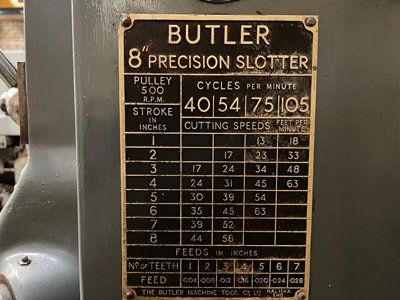 BUTLER
8" PRECISION SLOTTER
PULLEY 500 R.P.M. CYCLES PER MINUTE
40 54 75 105
STROKE IN INCHES CUTTING SPEEDS FEET PER MINUTE
1 13 18
2 17 23 33
3 17 24 34 48
4 24 31 45 63
5 30 39 54
6 35 45 63
7 39 52
8 44 58
FEEDS IN INCHES
No OF TEETH 1 2 3 4 5 6 7
FEED .004 .008 .012 .016 .020 .024 .028
THE BUTLER MACHINE TOOL Co LTD HALIFAX